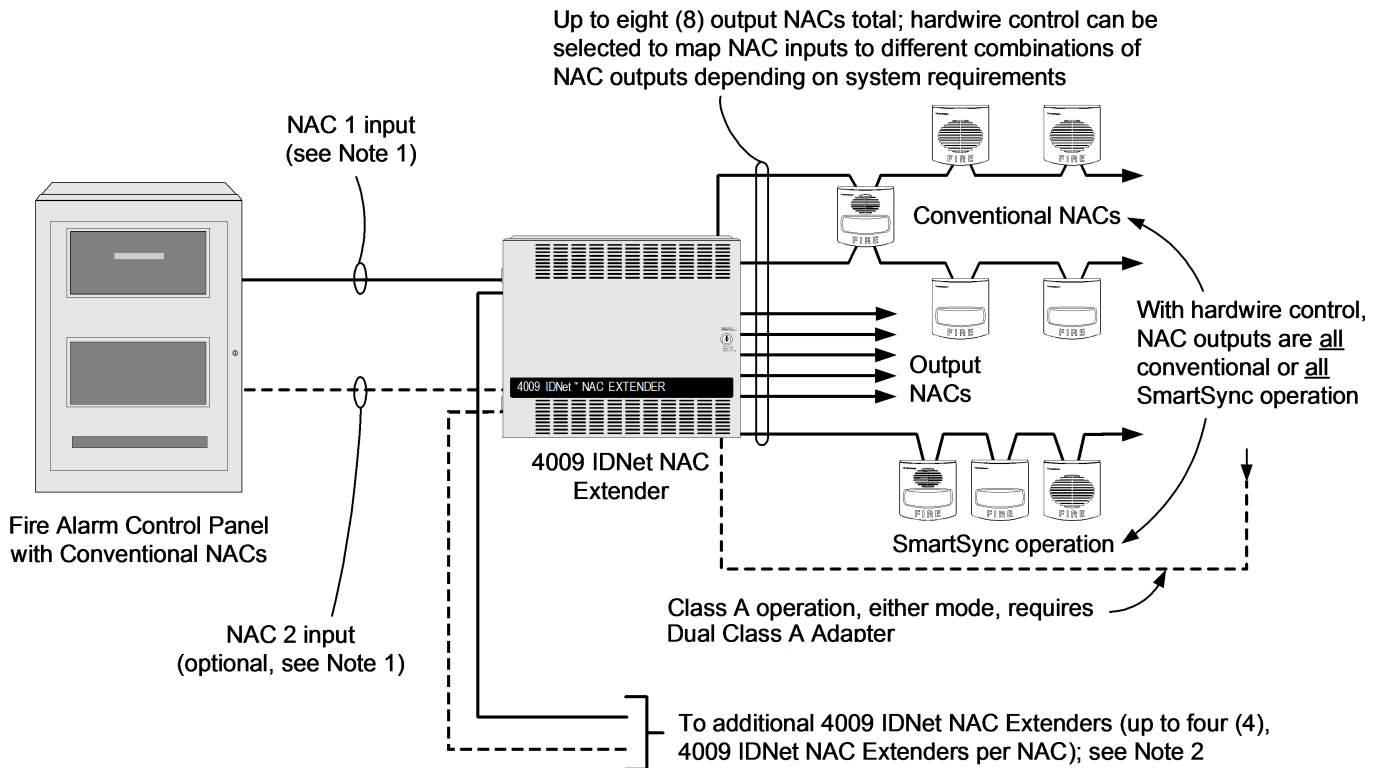 Up to eight (8) output NACs total; hardwire control can be
selected to map NAC inputs to different combinations of
NAC outputs depending on system requirements
NAC 1 input
(see Note 1)
FIRE
FIRE
FIRE
Conventional NACs
FIRE
FIRE
With hardwire control,
NAC outputs are all
conventional or all
SmartSync operation
Output
NACs
4009 IDNet™ NAC EXTENDER
4009 IDNet NAC
Extender
FIRE
FIRE
FIRE
SmartSync operation
Fire Alarm Control Panel
with Conventional NACs
Class A operation, either mode, requires
Dual Class A Adapter
NAC 2 input
(optional, see Note 1)
To additional 4009 IDNet NAC Extenders (up to four (4),
4009 IDNet NAC Extenders per NAC); see Note 2